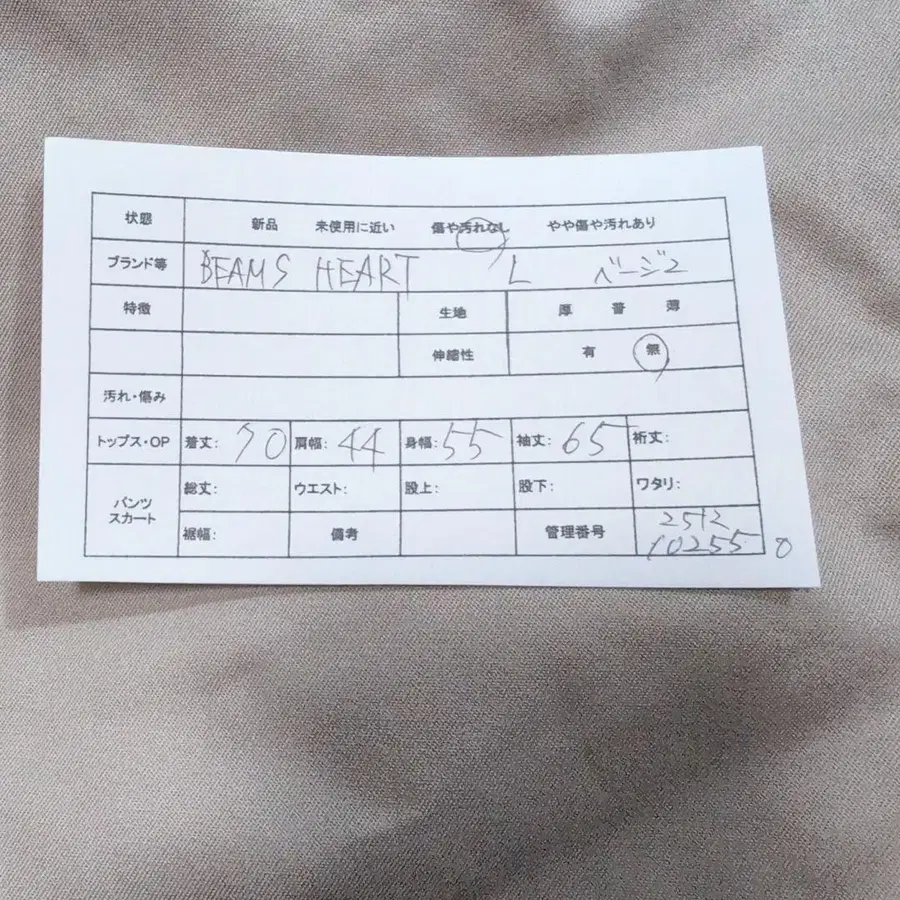 状態 新品 未使用に近い 傷や汚れなし やや傷や汚れあり
ブランド等 BEAMS HEART L ベージ2
特徴 生地 厚 普 薄
伸縮性 有 無
汚れ・傷み
トップス・OP 着丈: 70 肩幅: 44 身幅: 55 袖丈: 65 裄丈:
パンツ スカート 総丈: ウエスト: 股上: 股下: ワタリ:
裾幅: 備考 管理番号 2512
10255 0